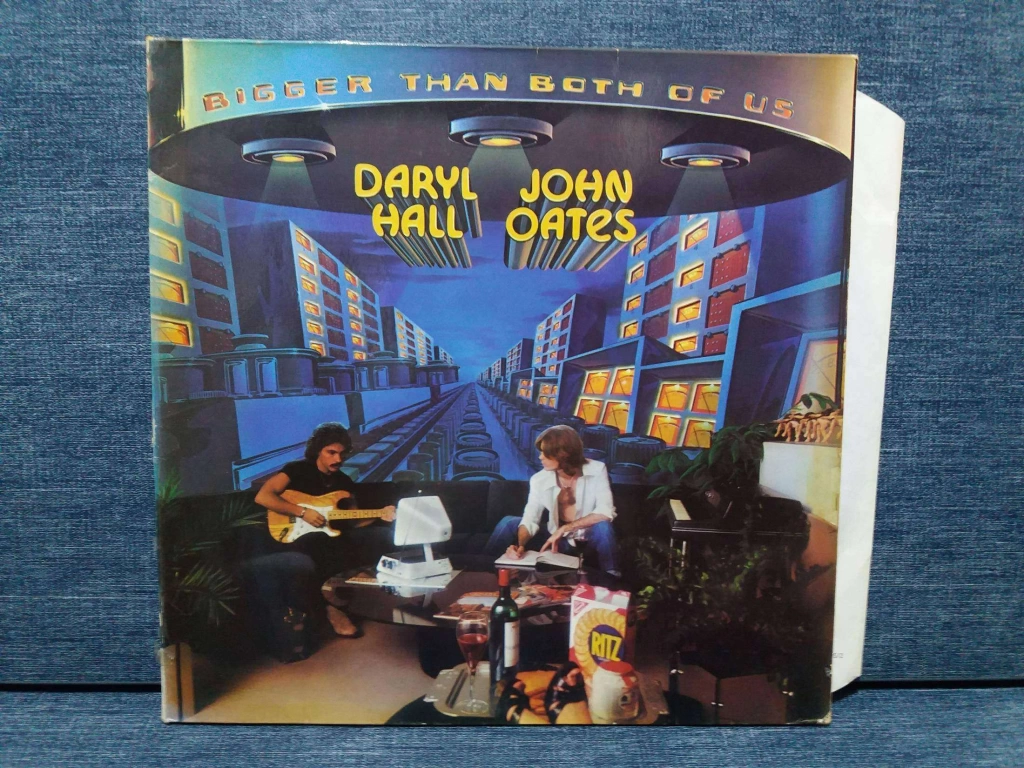 BIGGER THAN BOTH OF US
DARYL JOHN
HALL OATES
RITZ